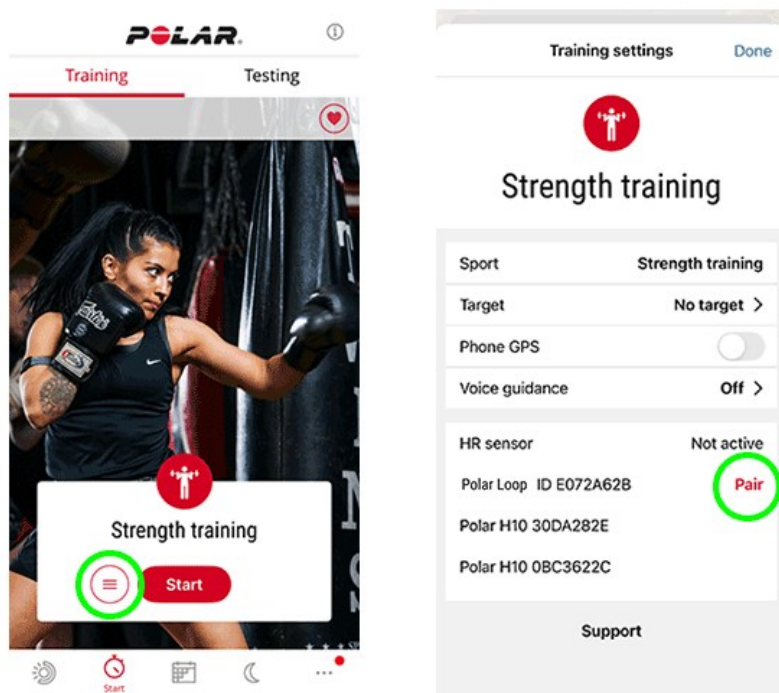 POLAR
Training Testing
Strength training
Start
Start
Training settings Done
Strength training
Sport Strength training
Target No target >
Phone GPS
Voice guidance Off >
HR sensor Not active
Polar Loop ID E072A62B Pair
Polar H10 30DA282E
Polar H10 0BC3622C
Support